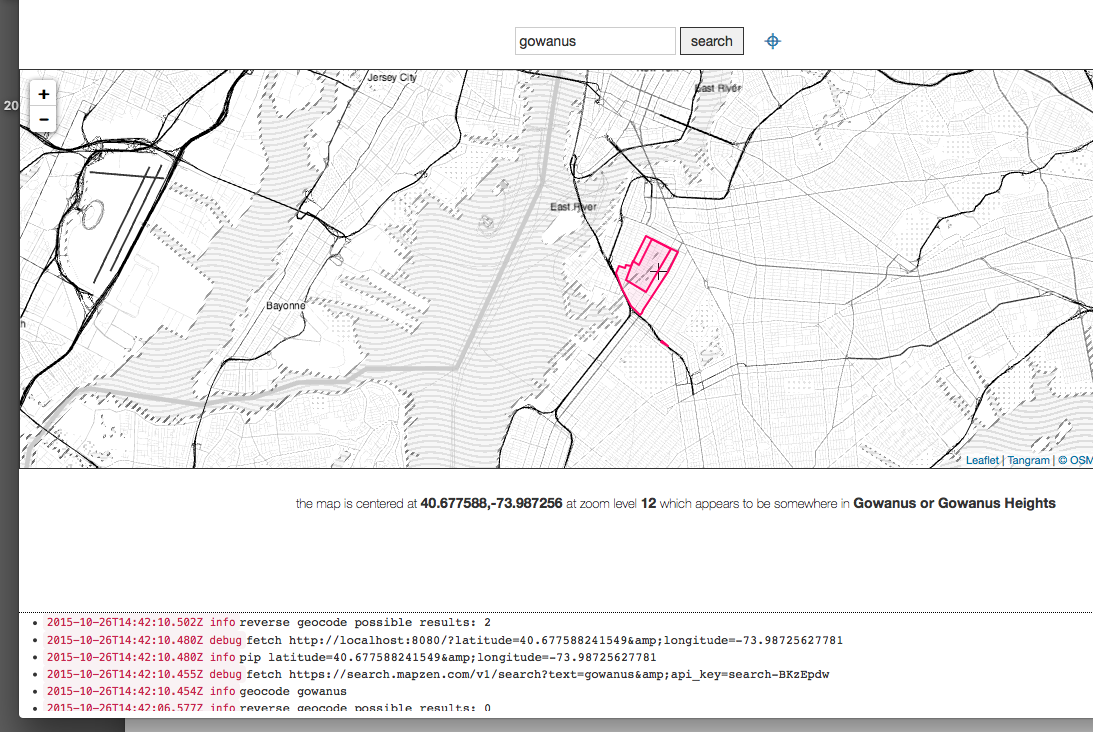 gowanus search
20
+
−
Jersey City
East River
East River
Bayonne
h
Leaflet | Tangram | © OSM
the map is centered at 40.677588,-73.987256 at zoom level 12 which appears to be somewhere in Gowanus or Gowanus Heights
2015-10-26T14:42:10.502Z info reverse geocode possible results: 2
2015-10-26T14:42:10.480Z debug fetch http://localhost:8080/?latitude=40.677588241549&amp;longitude=-73.98725627781
2015-10-26T14:42:10.480Z info pip latitude=40.677588241549&amp;longitude=-73.98725627781
2015-10-26T14:42:10.455Z debug fetch https://search.mapzen.com/v1/search?text=gowanus&amp;api_key=search-BKzEpdw
2015-10-26T14:42:10.454Z info geocode gowanus
2015-10-26T14:42:06.577Z info reverse geocode possible results: 0